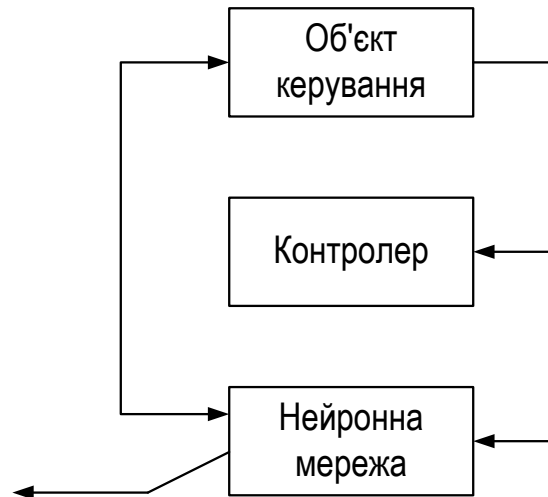 Об'єкт
керування
Контролер
Нейронна
мережа